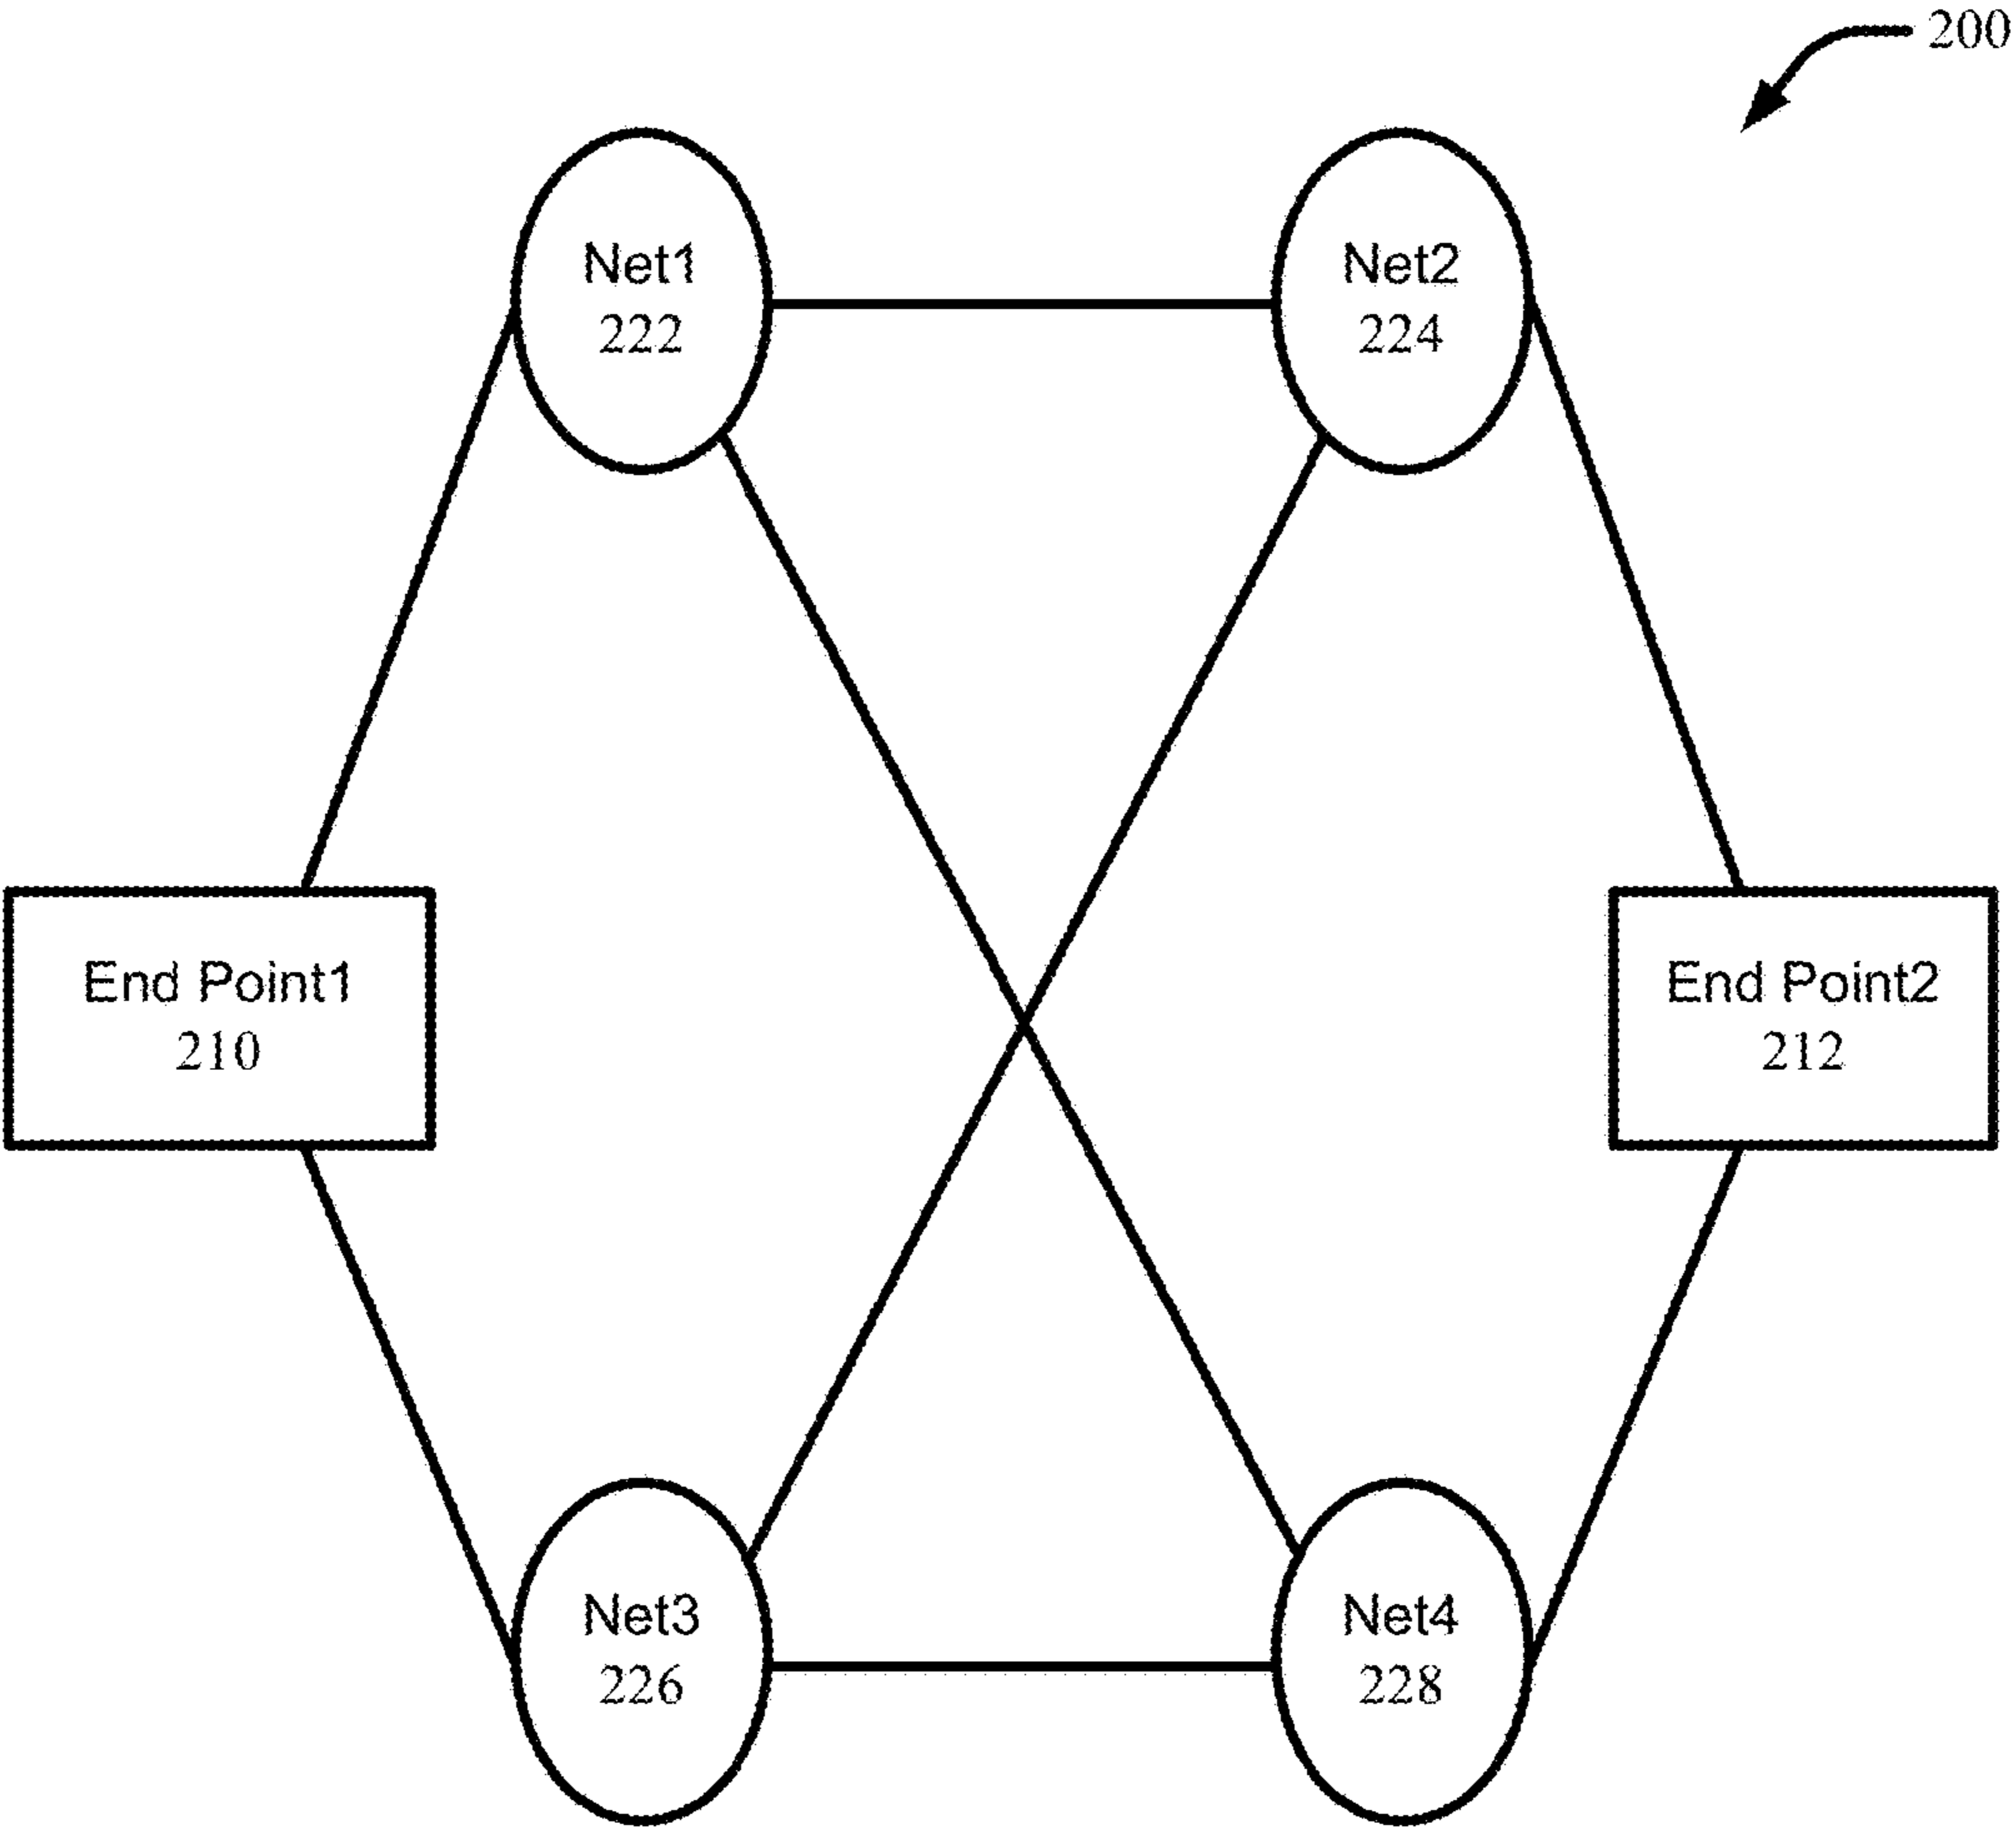 200
Net1
222
Net2
224
End Point1
210
End Point2
212
Net3
226
Net4
228